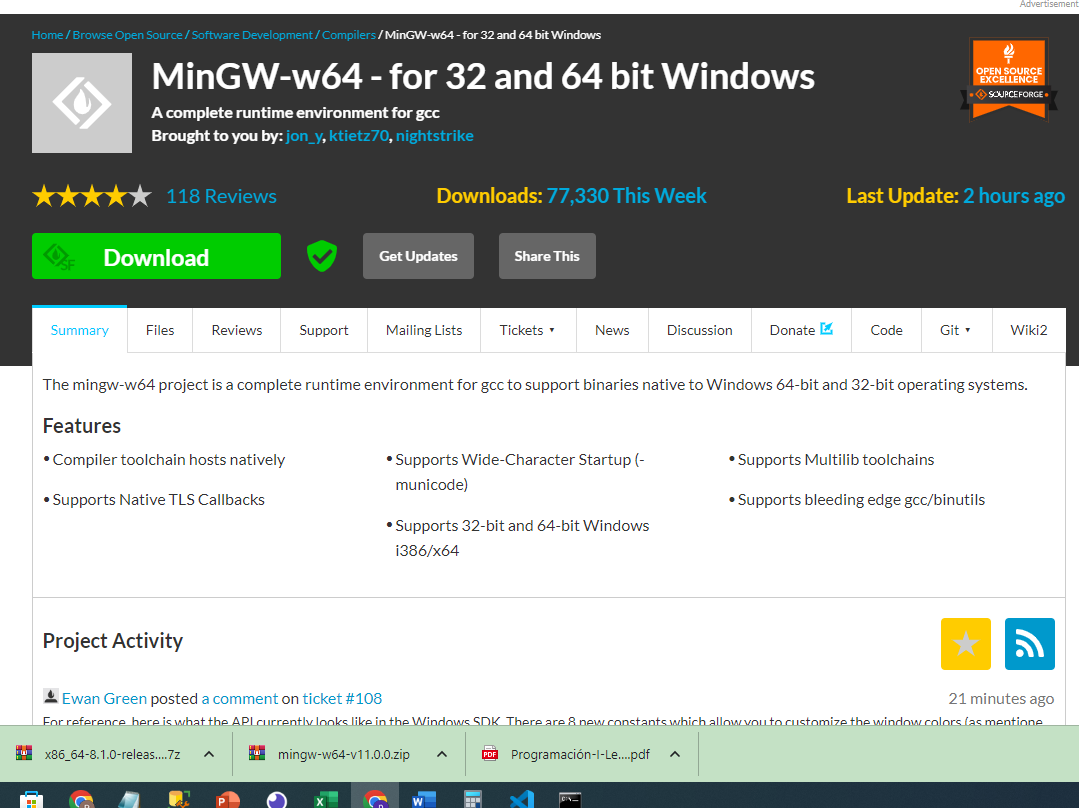 Advertisement
Home / Browse Open Source / Software Development / Compilers / MinGW-w64 - for 32 and 64 bit Windows
MinGW-w64 - for 32 and 64 bit Windows
A complete runtime environment for gcc
Brought to you by: jon_y, ktietz70, nightstrike
OPEN SOURCE
EXCELLENCE
SOURCEFORGE
118 Reviews
Downloads: 77,330 This Week
Last Update: 2 hours ago
SF
Download
Get Updates
Share This
Summary
Files
Reviews
Support
Mailing Lists
Tickets
News
Discussion
Donate
Code
Git
Wiki2
The mingw-w64 project is a complete runtime environment for gcc to support binaries native to Windows 64-bit and 32-bit operating systems.
Features
• Compiler toolchain hosts natively
• Supports Native TLS Callbacks
• Supports Wide-Character Startup (-
municode)
• Supports 32-bit and 64-bit Windows
i386/x64
• Supports Multilib toolchains
• Supports bleeding edge gcc/binutils
Project Activity
Ewan Green posted a comment on ticket #108
21 minutes ago
For reference, here is what the API currently looks like in the Windows SDK. There are 8 new constants which allow you to customize the window colors (as mentione
x86_64-8.1.0-releas....7z
mingw-w64-v11.0.0.zip
PDF
Programación-I-Le....pdf